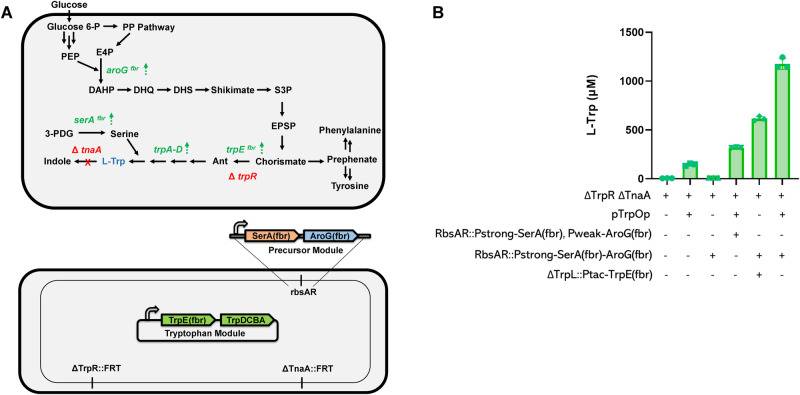 A
Glucose
Glucose 6-P
PP Pathway
PEP
E4P
aroG fbr
DAHP
DHQ
DHS
Shikimate
S3P
serA fbr
EPSP
3-PDG
Serine
Phenylalanine
Δ tnaA
trpA-D
trpE fbr
Indole
X
L-Trp
Ant
Chorismate
Prephenate
Δ trpR
Tyrosine
SerA(fbr)
AroG(fbr)
Precursor Module
rbsAR
TrpE(fbr)
TrpDCBA
Tryptophan Module
ΔTrpR::FRT
ΔTnaA::FRT
B
L-Trp (µM)
1500
1000
500
0
ΔTrpR ΔTnaA + + + + + +
pTrpOp - + - + + +
RbsAR::Pstrong-SerA(fbr), Pweak-AroG(fbr) - - - + - -
RbsAR::Pstrong-SerA(fbr)-AroG(fbr) - - + - + +
ΔTrpL::Ptac-TrpE(fbr) - - - - + -